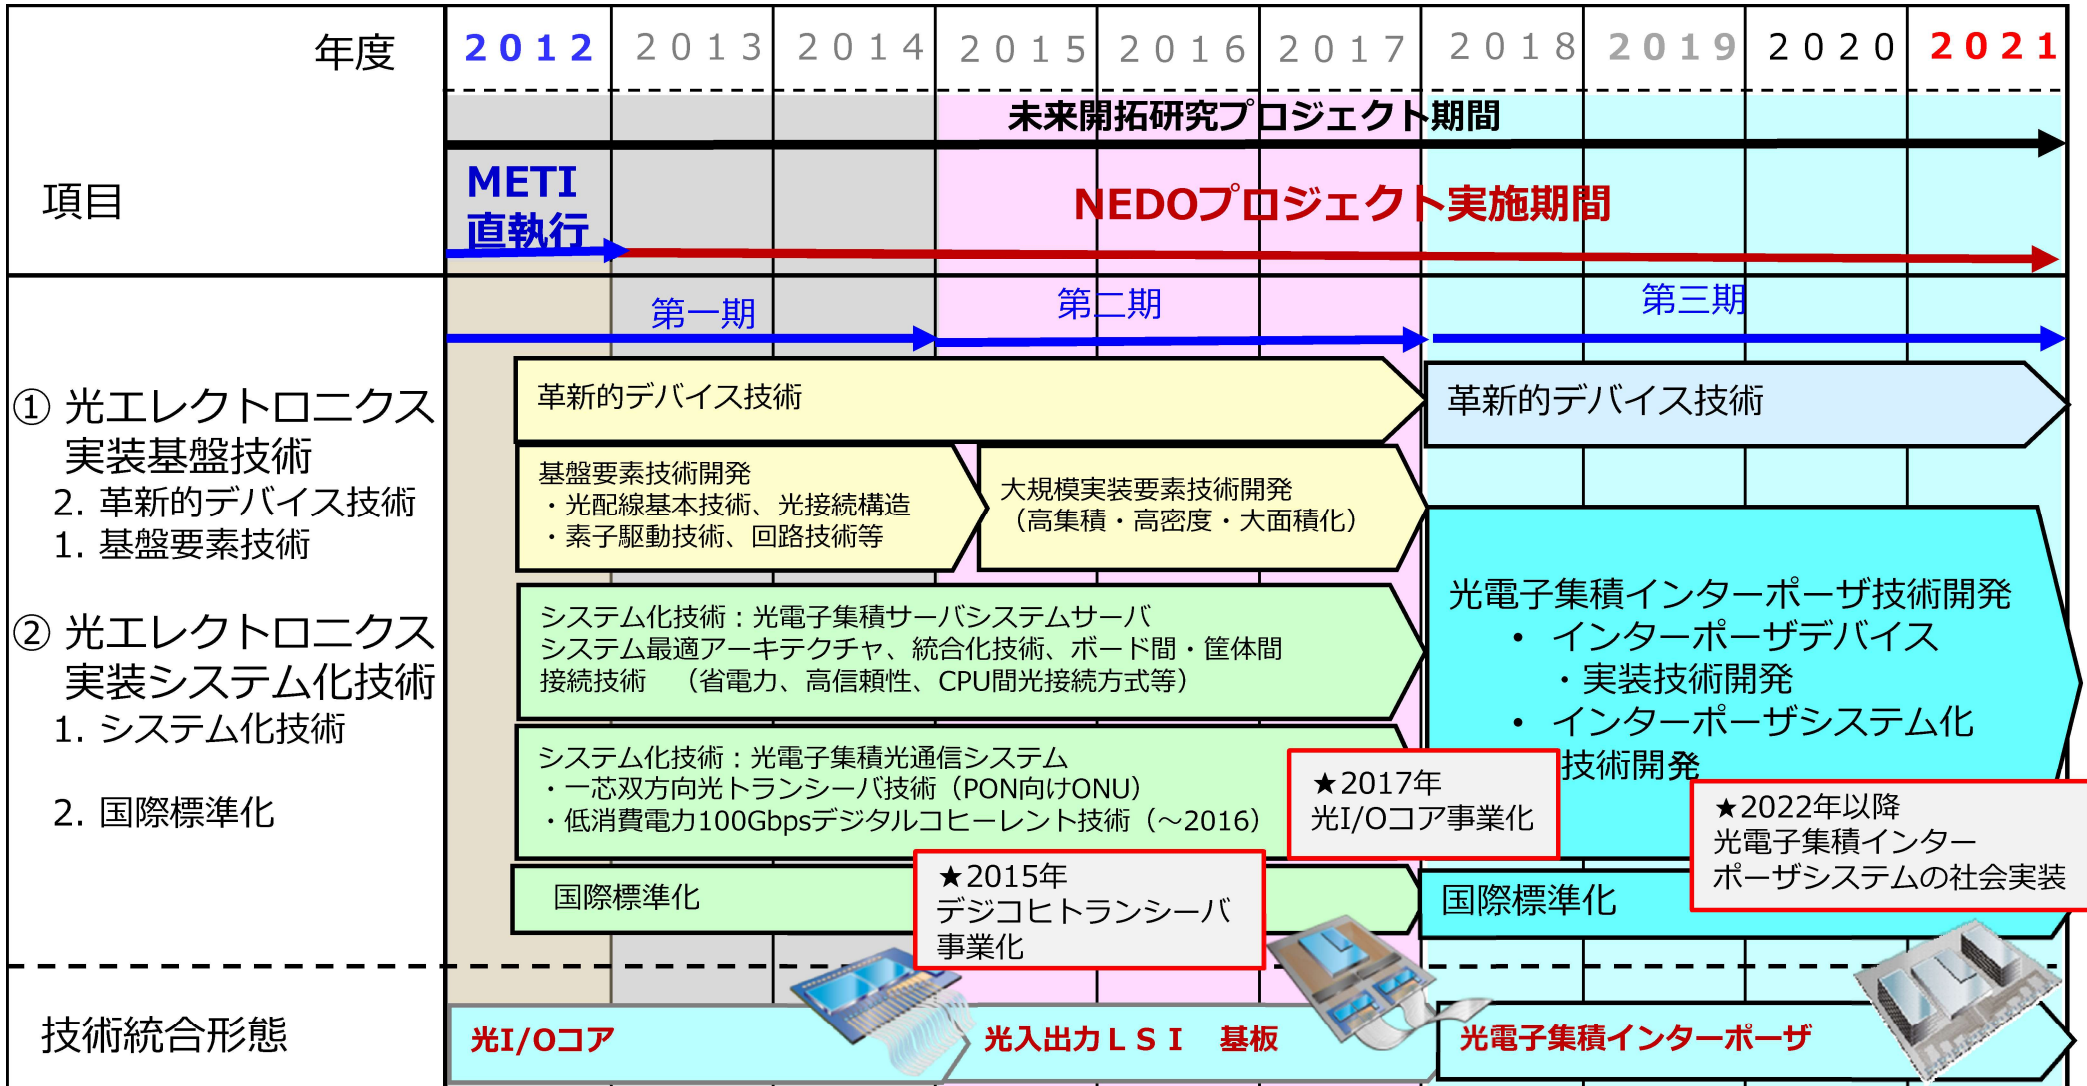 年度
2012
2013
2014
2015
2016
2017
2018
2019
2020
2021
項目
未来開拓研究プロジェクト期間
METI
直執行
NEDOプロジェクト実施期間
第一期
第二期
第三期
① 光エレクトロニクス
実装基盤技術
2. 革新的デバイス技術
1. 基盤要素技術
② 光エレクトロニクス
実装システム化技術
1. システム化技術
2. 国際標準化
革新的デバイス技術
革新的デバイス技術
基盤要素技術開発
・光配線基本技術、光接続構造
・素子駆動技術、回路技術等
大規模実装要素技術開発
（高集積・高密度・大面積化）
システム化技術：光電子集積サーバシステムサーバ
システム最適アーキテクチャ、統合化技術、ボード間・筐体間
接続技術　（省電力、高信頼性、CPU間光接続方式等）
光電子集積インターポーザ技術開発
• インターポーザデバイス
・実装技術開発
• インターポーザシステム化
技術開発
システム化技術：光電子集積光通信システム
・一芯双方向光トランシーバ技術（PON向けONU）
・低消費電力100Gbpsデジタルコヒーレント技術（～2016）
★2017年
光I/Oコア事業化
★2022年以降
光電子集積インター
ポーザシステムの社会実装
国際標準化
★2015年
デジコヒトランシーバ
事業化
国際標準化
技術統合形態
光I/Oコア
光入出力ＬＳＩ　基板
光電子集積インターポーザ